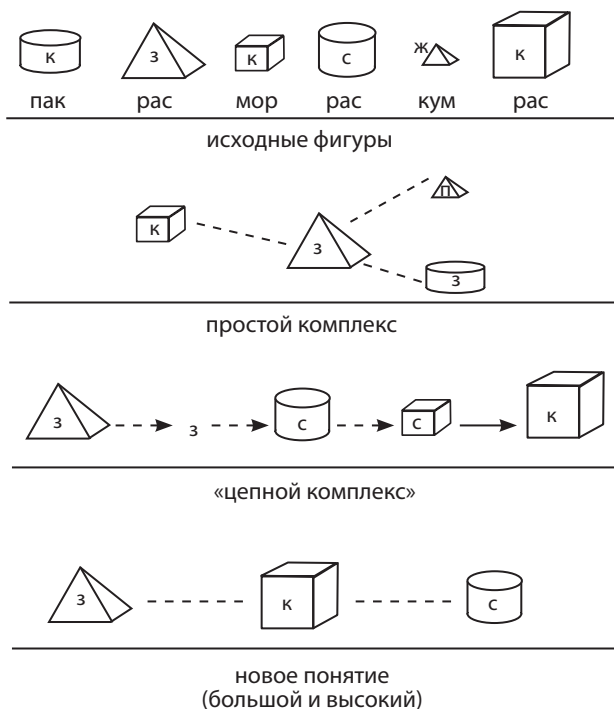 к з к с ж к
пак рас мор рас кум рас
исходные фигуры
п
к з з
простой комплекс
з з с с к
«цепной комплекс»
з к с
новое понятие
(большой и высокий)